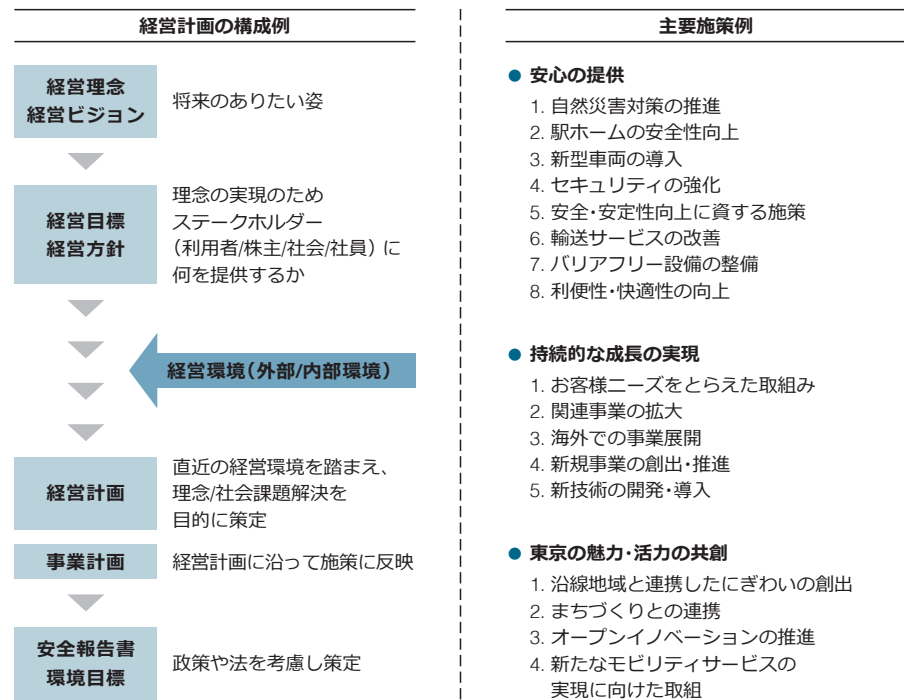 経営計画の構成例
経営理念
経営ビジョン
将来のありたい姿
経営目標
経営方針
理念の実現のため
ステークホルダー
（利用者/株主/社会/社員）に
何を提供するか
経営環境（外部/内部環境）
経営計画
直近の経営環境を踏まえ、
理念/社会課題解決を
目的に策定
事業計画
経営計画に沿って施策に反映
安全報告書
環境目標
政策や法を考慮し策定
主要施策例
● 安心の提供
1. 自然災害対策の推進
2. 駅ホームの安全性向上
3. 新型車両の導入
4. セキュリティの強化
5. 安全・安定性向上に資する施策
6. 輸送サービスの改善
7. バリアフリー設備の整備
8. 利便性・快適性の向上
● 持続的な成長の実現
1. お客様ニーズをとらえた取組み
2. 関連事業の拡大
3. 海外での事業展開
4. 新規事業の創出・推進
5. 新技術の開発・導入
● 東京の魅力・活力の共創
1. 沿線地域と連携したにぎわいの創出
2. まちづくりとの連携
3. オープンイノベーションの推進
4. 新たなモビリティサービスの
実現に向けた取組